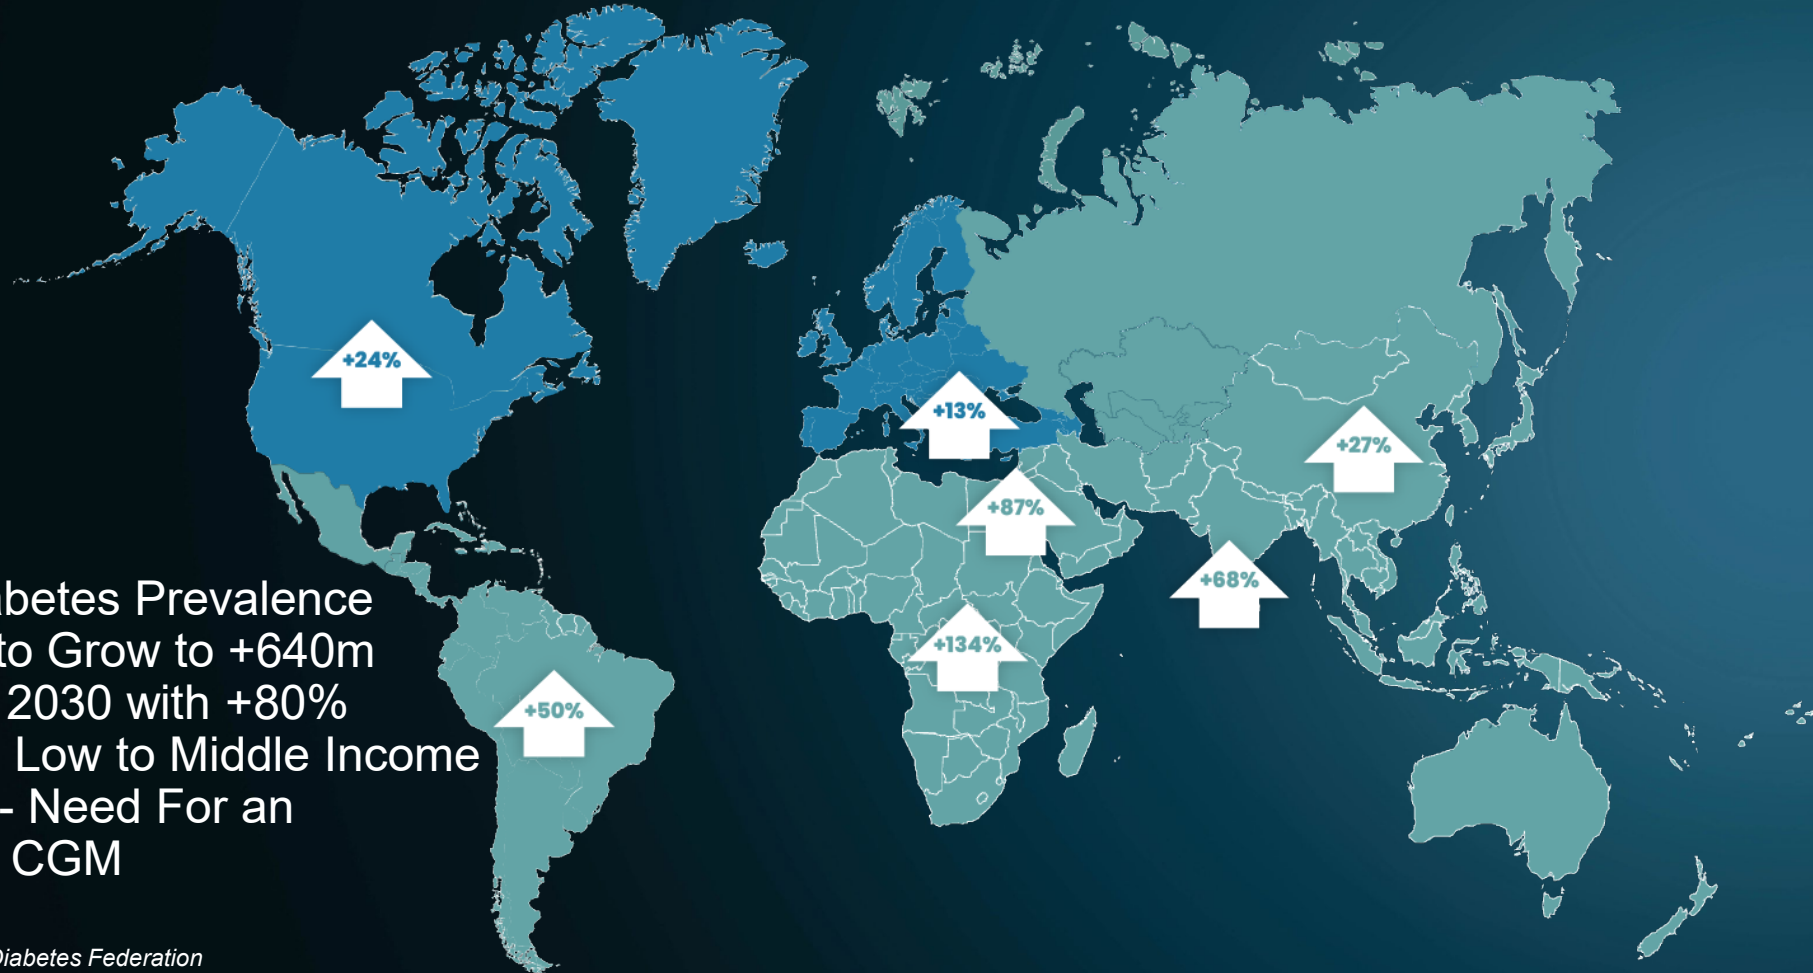 +24%
+13%
+27%
+87%
+68%
+134%
+50%
Prevalence
to Grow to +640m
2030 with +80%
Low to Middle Income
- Need For an
CGM
Diabetes Federation